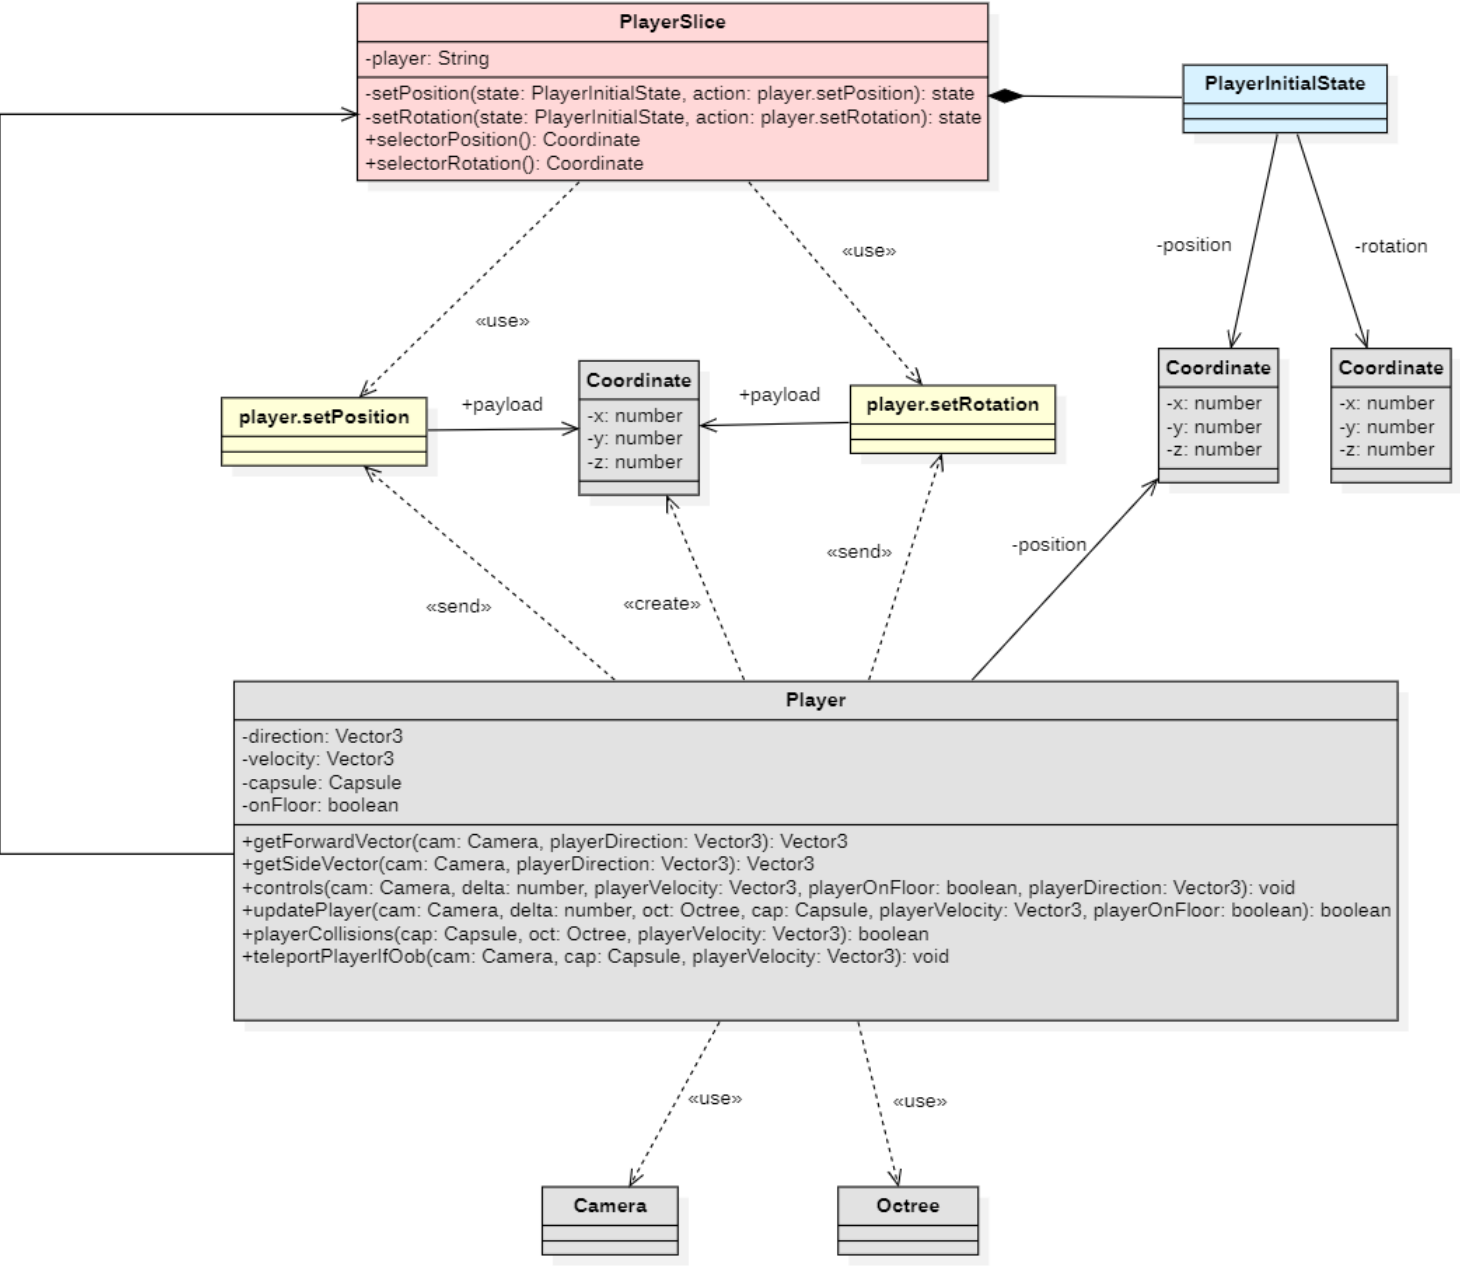 PlayerSlice
-player: String
-setPosition(state: PlayerInitialState, action: player.setPosition): state
-setRotation(state: PlayerInitialState, action: player.setRotation): state
+selectorPosition(): Coordinate
+selectorRotation(): Coordinate
PlayerInitialState
-position
-rotation
«use»
«use»
player.setPosition
+payload
Coordinate
-x: number
-y: number
-z: number
+payload
player.setRotation
Coordinate
-x: number
-y: number
-z: number
Coordinate
-x: number
-y: number
-z: number
«send»
«create»
«send»
-position
Player
-direction: Vector3
-velocity: Vector3
-capsule: Capsule
-onFloor: boolean
+getForwardVector(cam: Camera, playerDirection: Vector3): Vector3
+getSideVector(cam: Camera, playerDirection: Vector3): Vector3
+controls(cam: Camera, delta: number, playerVelocity: Vector3, playerOnFloor: boolean, playerDirection: Vector3): void
+updatePlayer(cam: Camera, delta: number, oct: Octree, cap: Capsule, playerVelocity: Vector3, playerOnFloor: boolean): boolean
+playerCollisions(cap: Capsule, oct: Octree, playerVelocity: Vector3): boolean
+teleportPlayerIfOob(cam: Camera, cap: Capsule, playerVelocity: Vector3): void
«use»
«use»
Camera
Octree